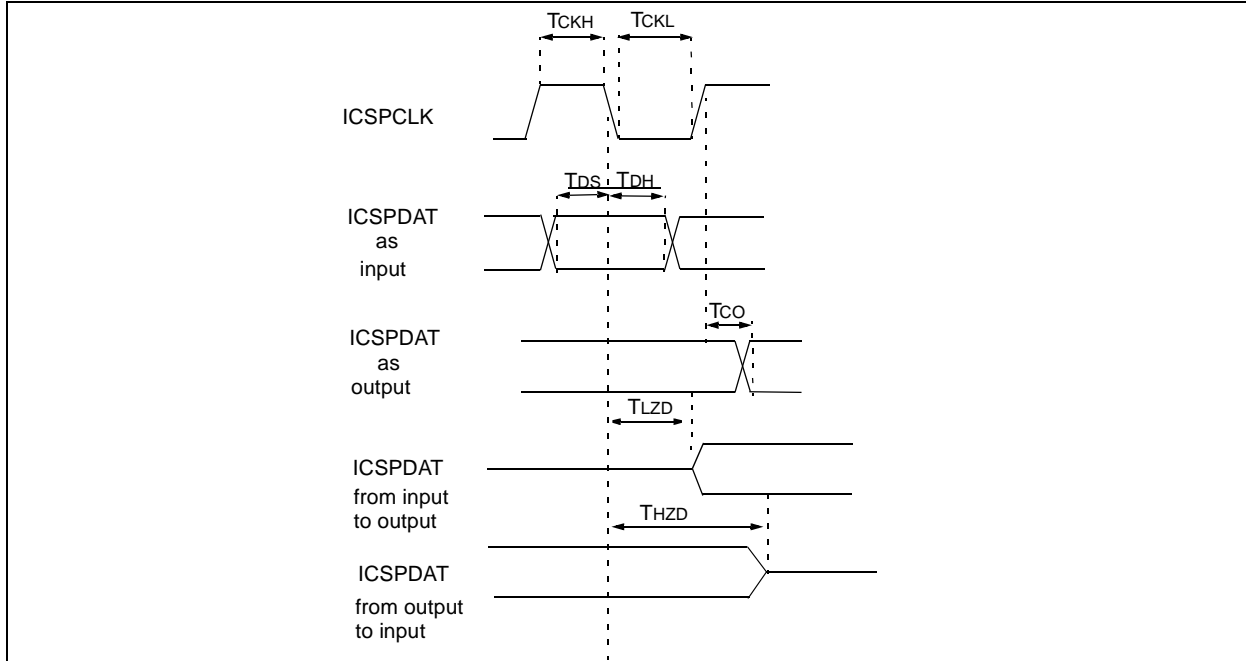 TCKH TCKL
ICSPCLK
TDS TDH
ICSPDAT
as
input
TCO
ICSPDAT
as
output
TLZD
ICSPDAT
from input
to output
THZD
ICSPDAT
from output
to input